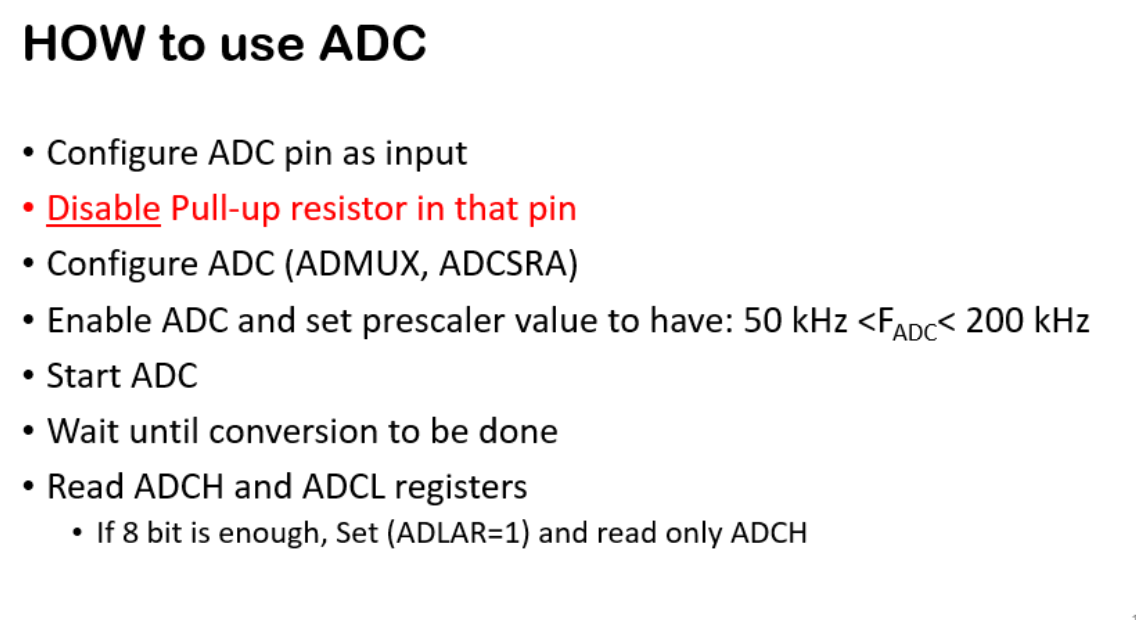 HOW to use ADC
• Configure ADC pin as input
• Disable Pull-up resistor in that pin
• Configure ADC (ADMUX, ADCSRA)
• Enable ADC and set prescaler value to have: 50 kHz <FADC< 200 kHz
• Start ADC
• Wait until conversion to be done
• Read ADCH and ADCL registers
• If 8 bit is enough, Set (ADLAR=1) and read only ADCH